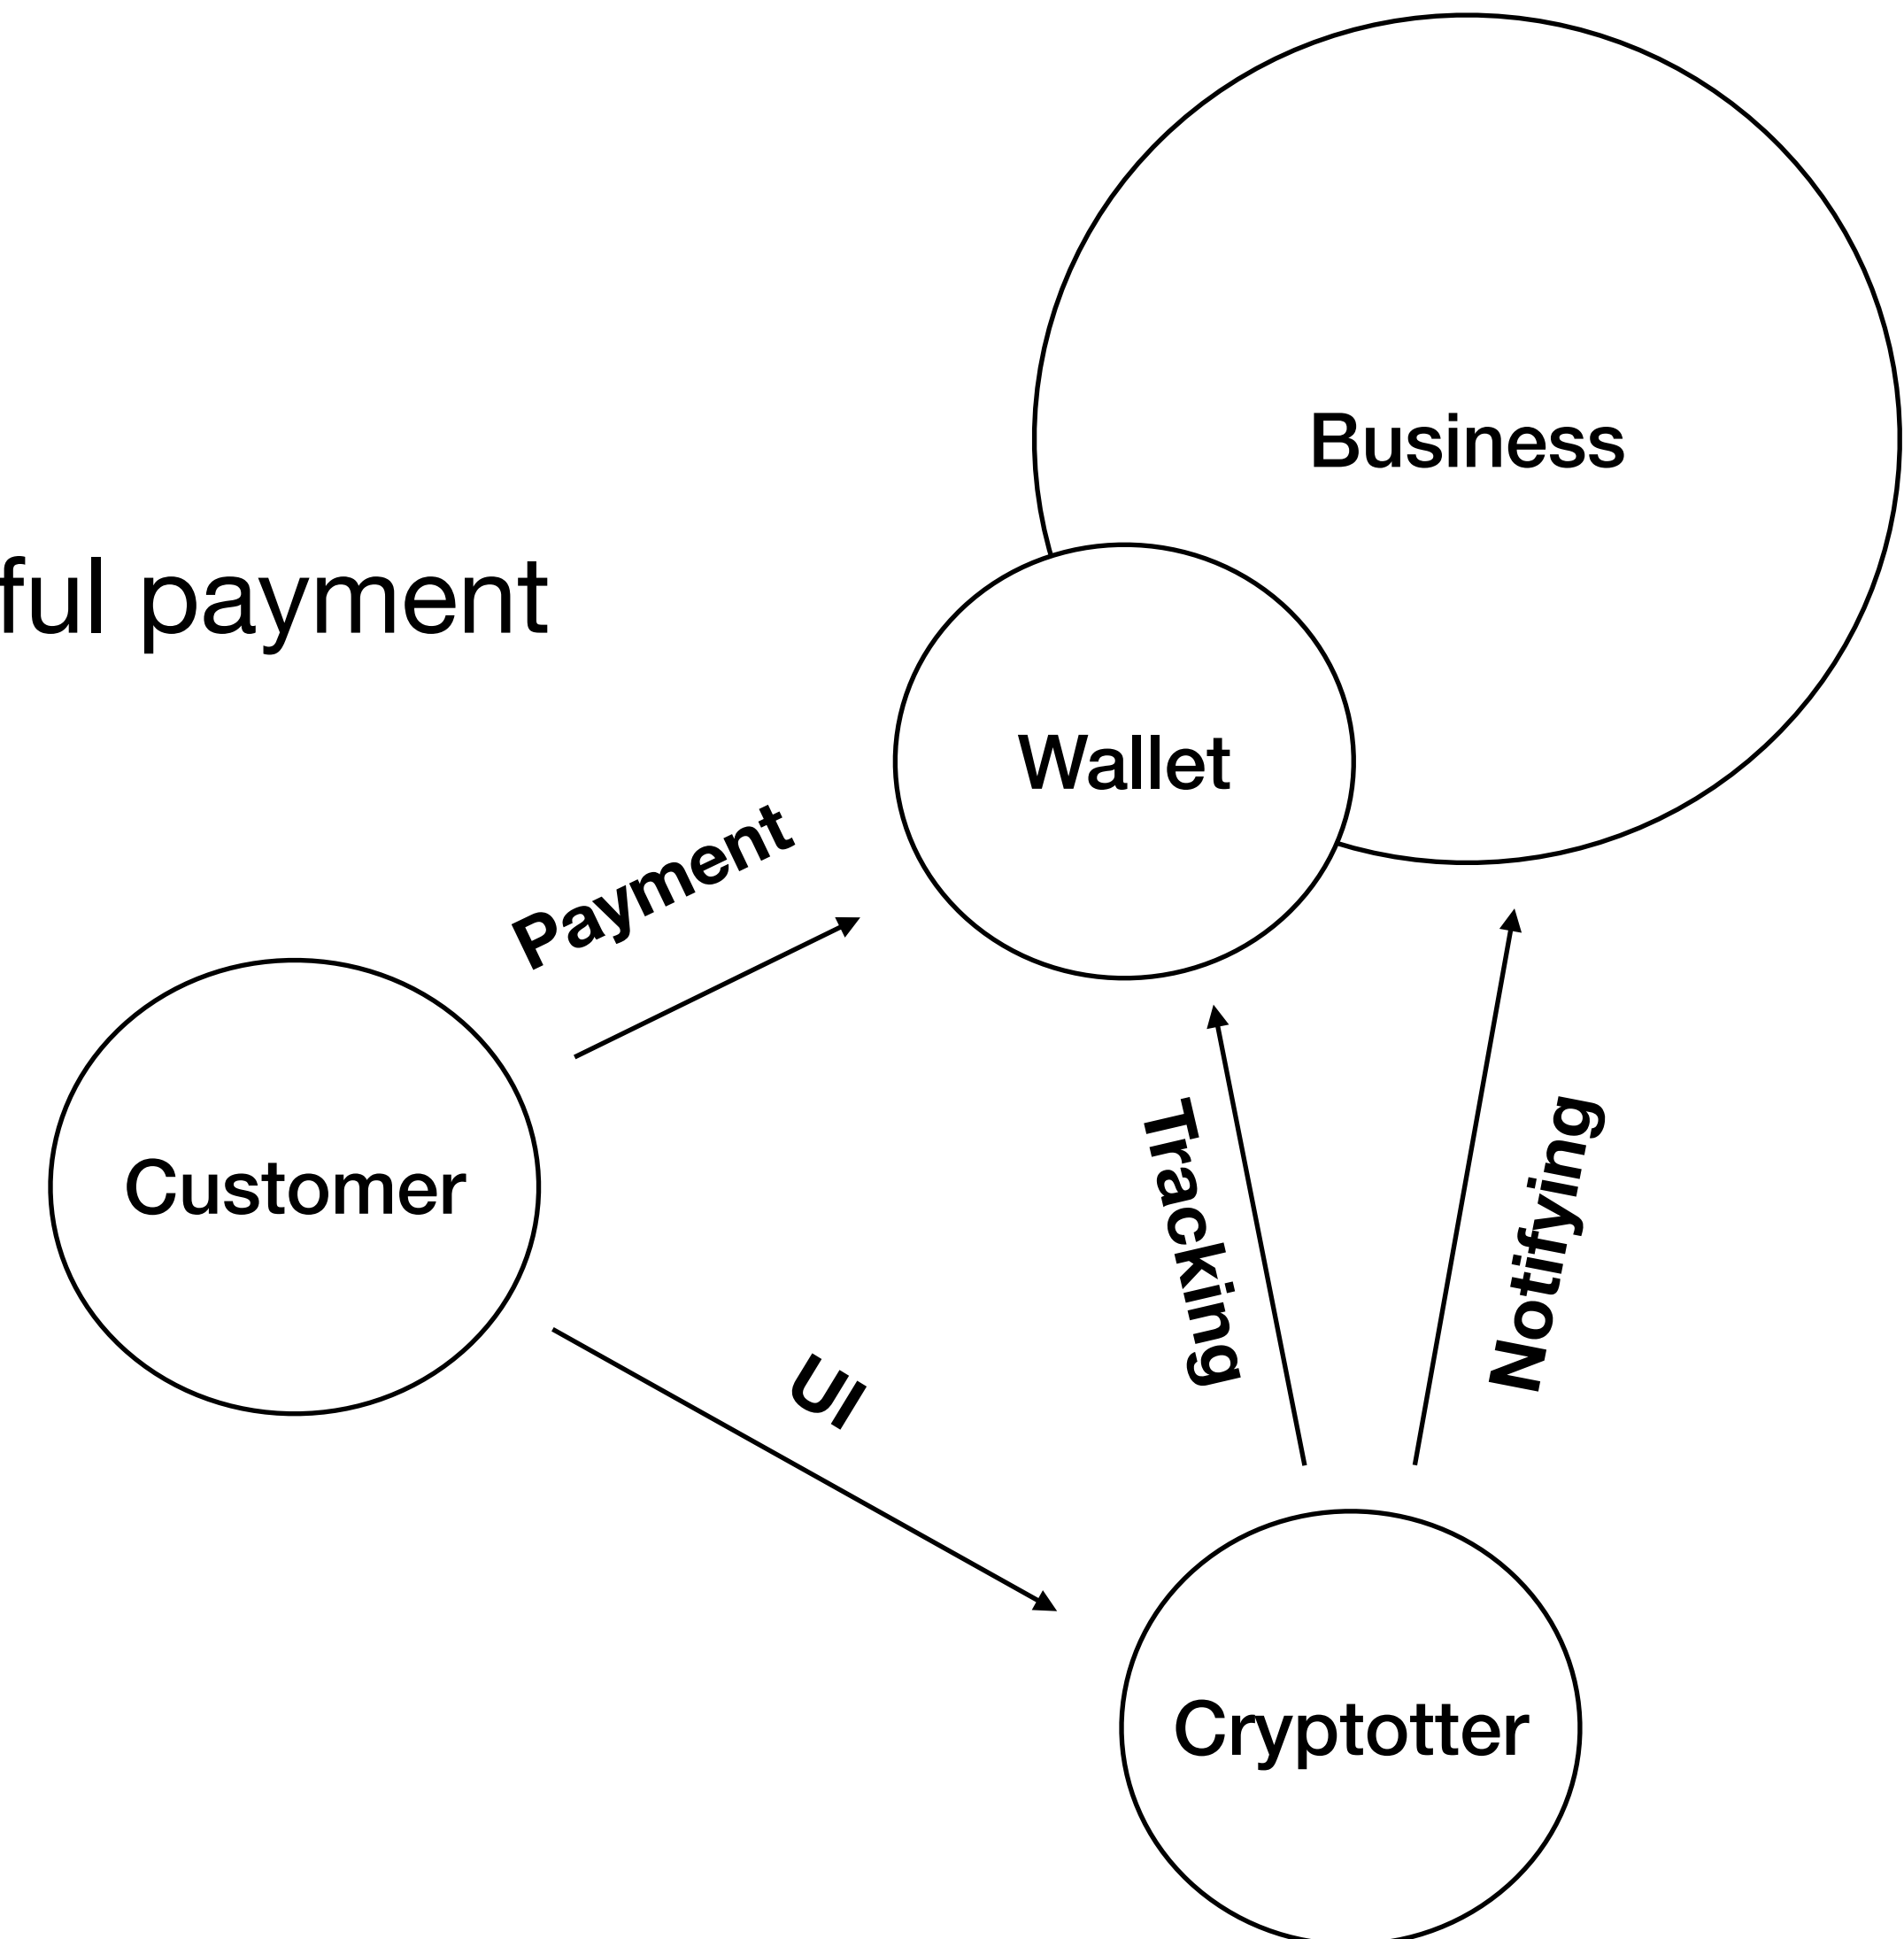 Business
ful payment
Wallet
Payment
Customer
Tracking
Notifying
UI
Cryptotter